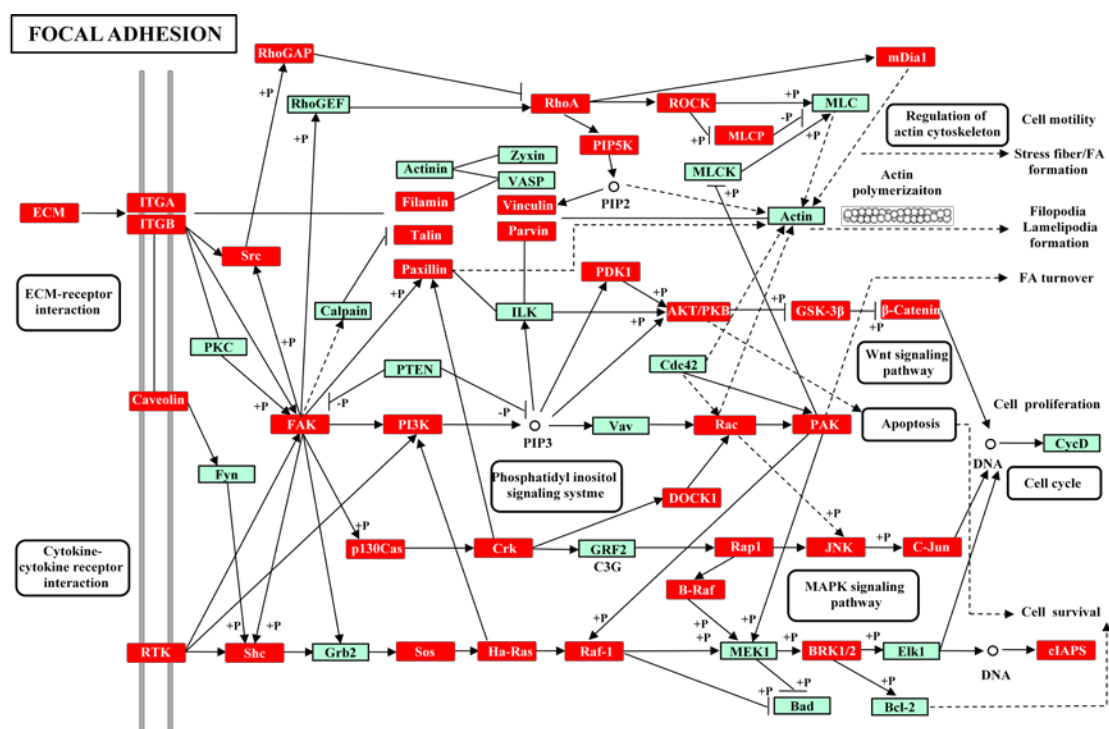 FOCAL ADHESION
RhoGAP
mDia1
+P
RhoGEF
RhoA
ROCK
+P
MLC
-P
+P
MLCP
+P
+P
Regulation of
actin cytoskeleton
Cell motility
PIP5K
Zyxin
Actinin
VASP
MLCK
+P
Stress fiber/FA
formation
Actin
polymerizaiton
PIP2
ITGA
Filamin
Vinculin
ECM
Actin
Filopodia
Lamelipodia
formation
ITGB
Talin
Parvin
Src
Paxillin
PDK1
FA turnover
+P
+P
ECM-receptor
interaction
Calpain
ILK
AKT/PKB
+P
GSK-3β
β-Catenin
+P
+P
+P
PKC
PTEN
Cdc42
Wnt signaling
pathway
+P
-P
-P
Caveolin
Cell proliferation
FAK
PI3K
PIP3
Vav
Rac
PAK
Apoptosis
DNA
CycD
Fyn
Phosphatidyl inositol
signaling systme
Cell cycle
DOCK1
+P
+P
p130Cas
Crk
GRF2
C3G
Rap1
JNK
+P
C-Jun
Cytokine-
cytokine receptor
interaction
B-Raf
MAPK signaling
pathway
Cell survival
+P
+P
+P
+P
+P
+P
+P
+P
RTK
Shc
Grb2
Sos
Ha-Ras
Raf-1
MEK1
BRK1/2
Elk1
DNA
cIAPS
+P
+P
+P
Bad
Bcl-2